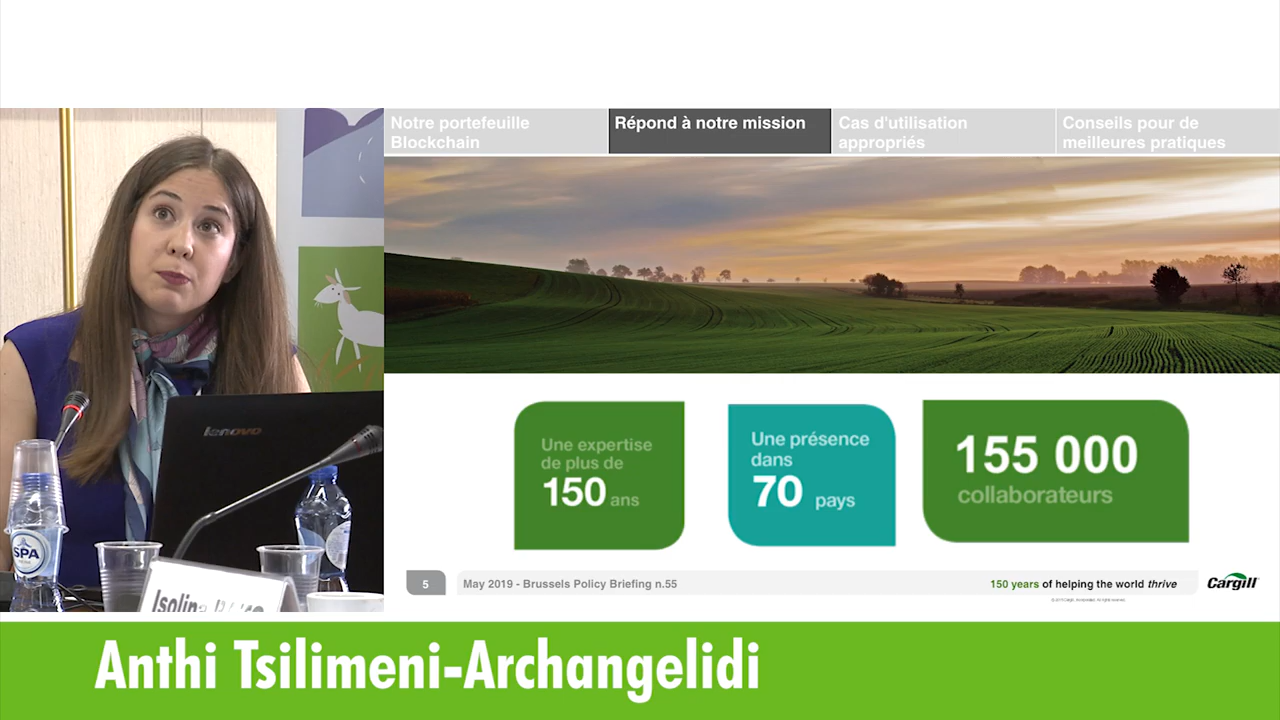 Notre portefeuille
Blockchain
Répond à notre mission
Cas d'utilisation
appropriés
Conseils pour de
meilleures pratiques
lenovo
SPA
Isolina
Une expertise
de plus de
150 ans
Une présence
dans
70 pays
155 000
collaborateurs
5
May 2019 - Brussels Policy Briefing n.55
150 years of helping the world thrive
Cargill
Anthi Tsilimeni-Archangelidi